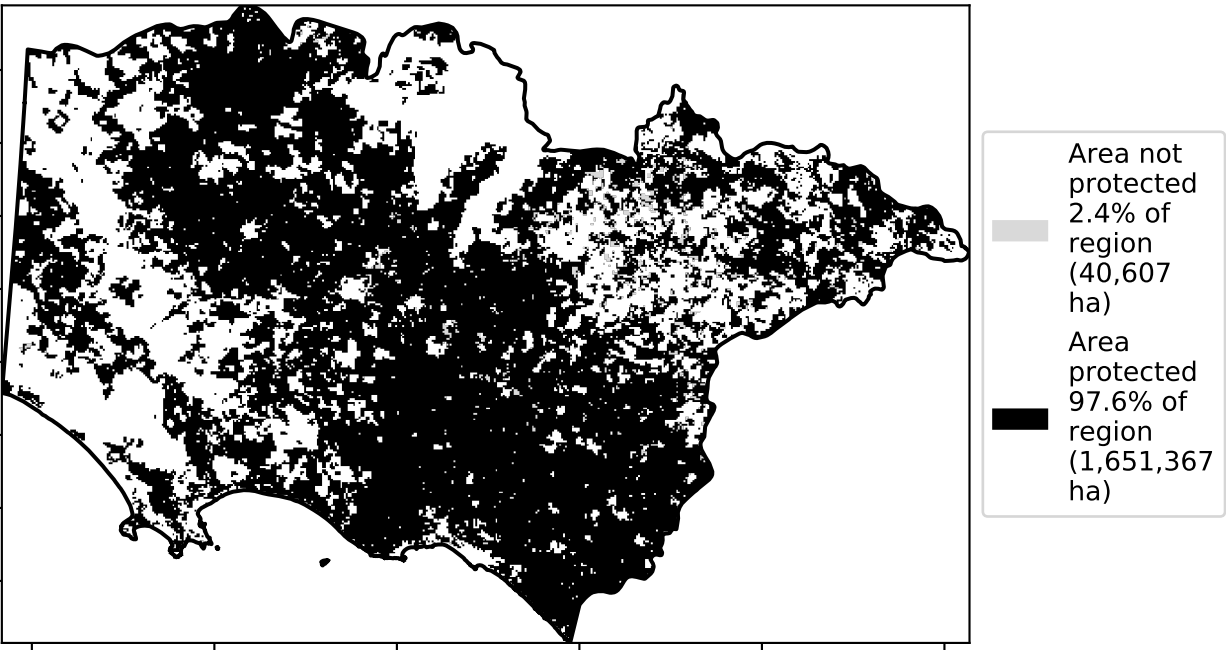 Area not
protected
2.4% of
region
(40,607
ha)
Area
protected
97.6% of
region
(1,651,367
ha)